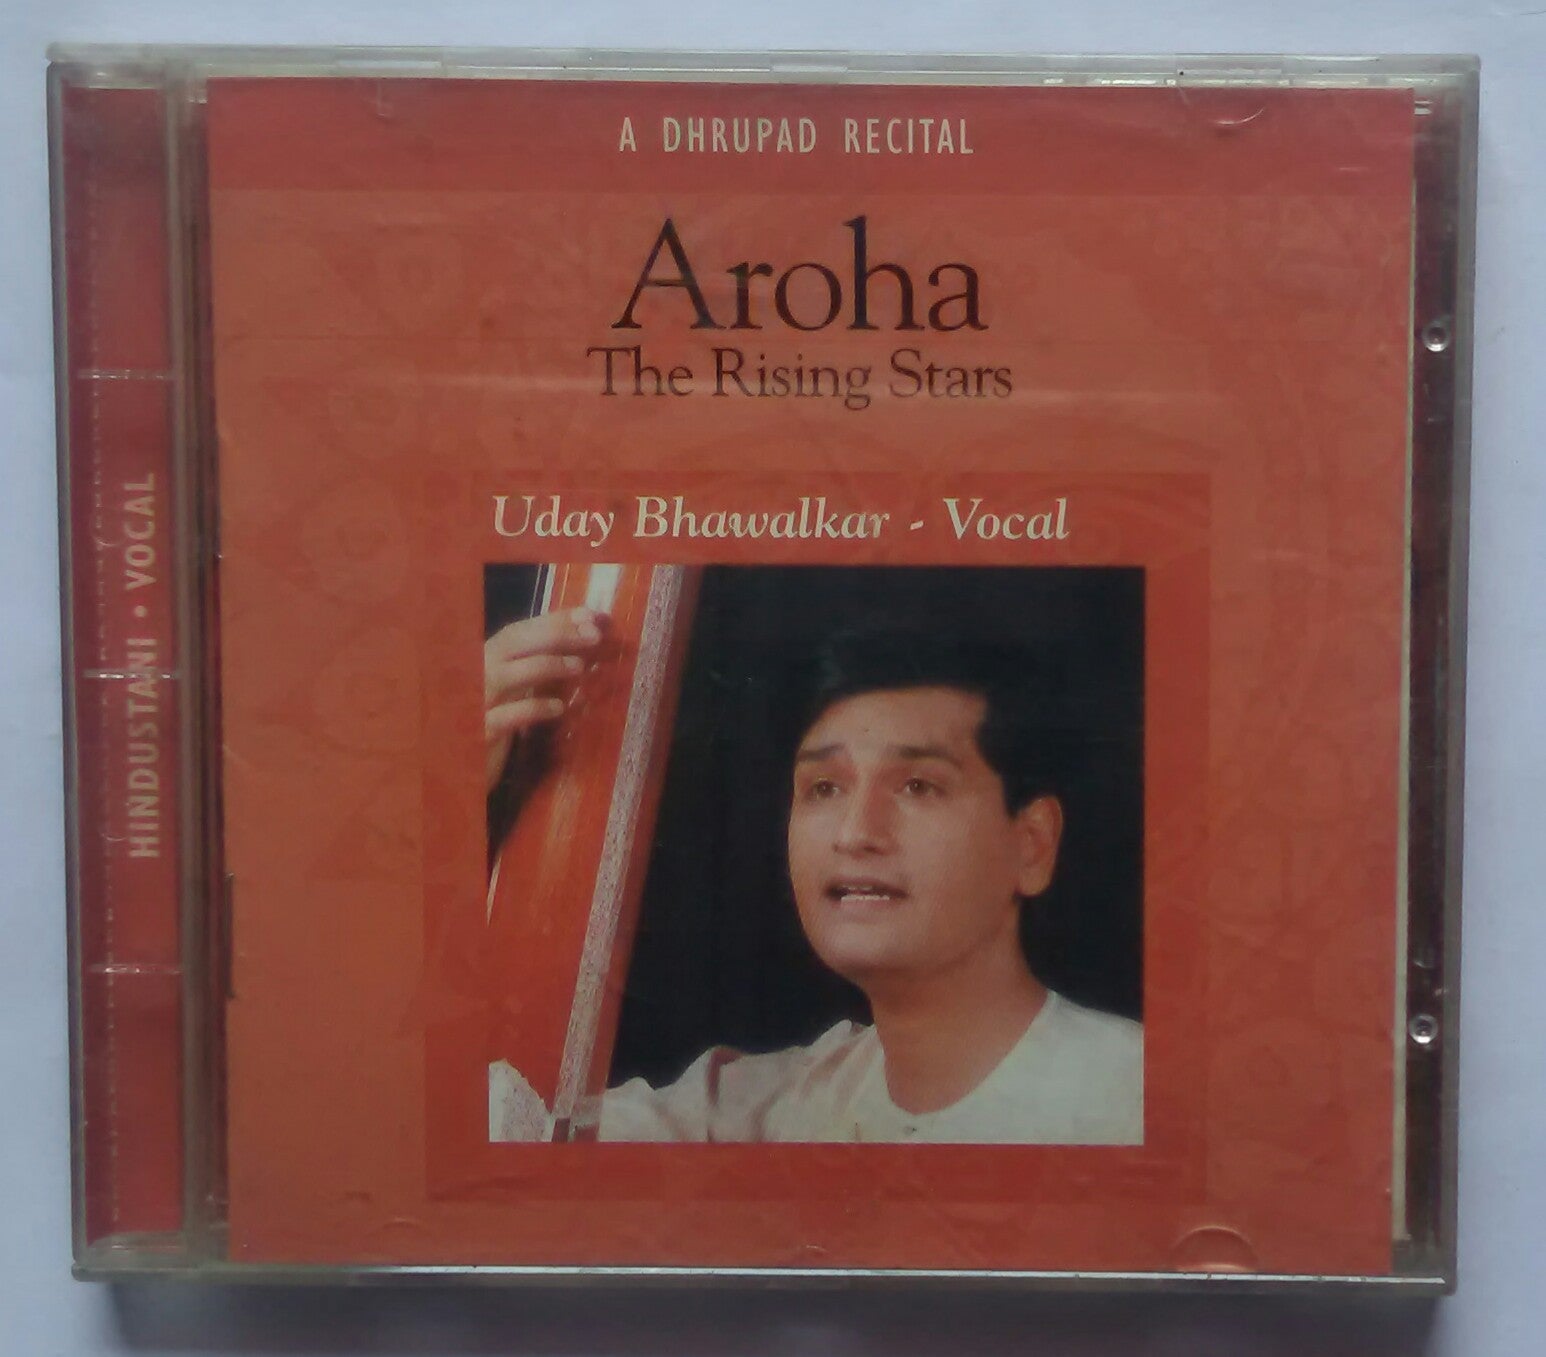 A DHRUPAD RECITAL
Aroha
The Rising Stars
Uday Bhawalkar - Vocal
HINDUSTANI • VOCAL